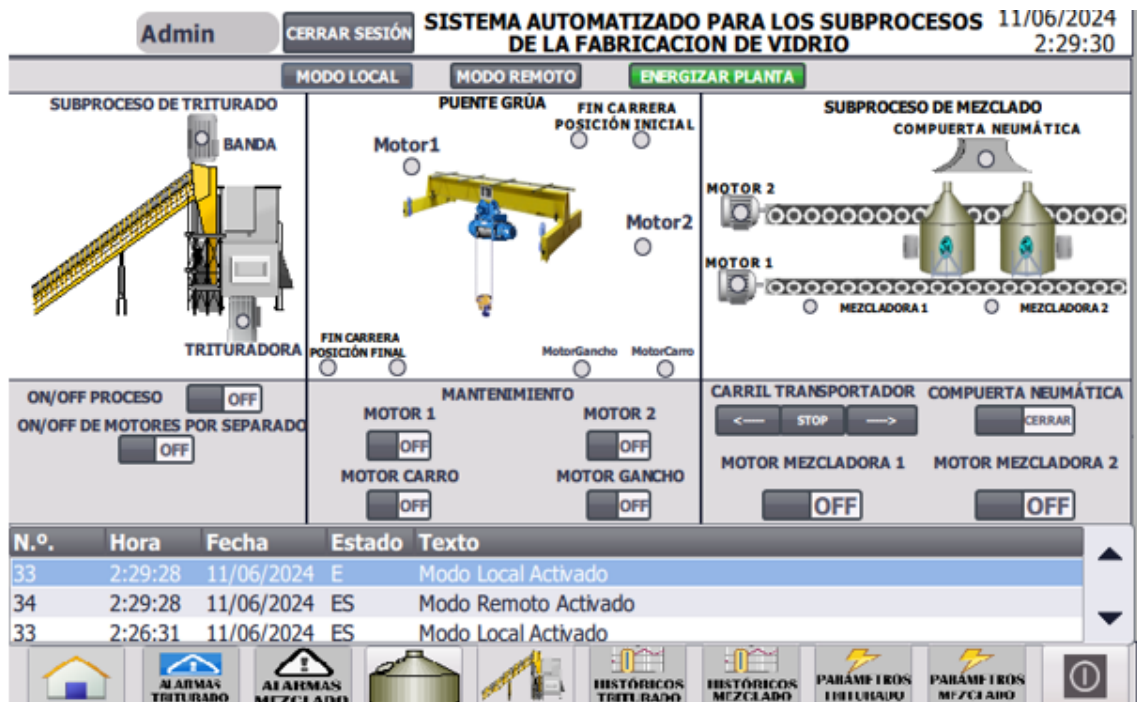 Admin
CERRAR SESIÓN
SISTEMA AUTOMATIZADO PARA LOS SUBPROCESOS
DE LA FABRICACION DE VIDRIO
11/06/2024
2:29:30
MODO LOCAL
MODO REMOTO
ENERGIZAR PLANTA
SUBPROCESO DE TRITURADO
BANDA
TRITURADORA
PUENTE GRÚA
FIN CARRERA
POSICIÓN INICIAL
Motor1
Motor2
FIN CARRERA
POSICIÓN FINAL
MotorGancho
MotorCarro
SUBPROCESO DE MEZCLADO
COMPUERTA NEUMÁTICA
MOTOR 2
MOTOR 1
MEZCLADORA 1
MEZCLADORA 2
ON/OFF PROCESO
OFF
ON/OFF DE MOTORES POR SEPARADO
OFF
MANTENIMIENTO
MOTOR 1
MOTOR 2
OFF
OFF
MOTOR CARRO
MOTOR GANCHO
OFF
OFF
CARRIL TRANSPORTADOR
COMPUERTA NEUMÁTICA
<---- STOP ---->
CERRAR
MOTOR MEZCLADORA 1
MOTOR MEZCLADORA 2
OFF
OFF
N.º. Hora Fecha Estado Texto
33 2:29:28 11/06/2024 E Modo Local Activado
34 2:29:28 11/06/2024 ES Modo Remoto Activado
33 2:26:31 11/06/2024 ES Modo Local Activado
ALARMAS
TRITURADO
ALARMAS
MEZCLADO
HISTÓRICOS
TRITURADO
HISTÓRICOS
MEZCLADO
PARÁMETROS
TRITURADO
PARÁMETROS
MEZCLADO